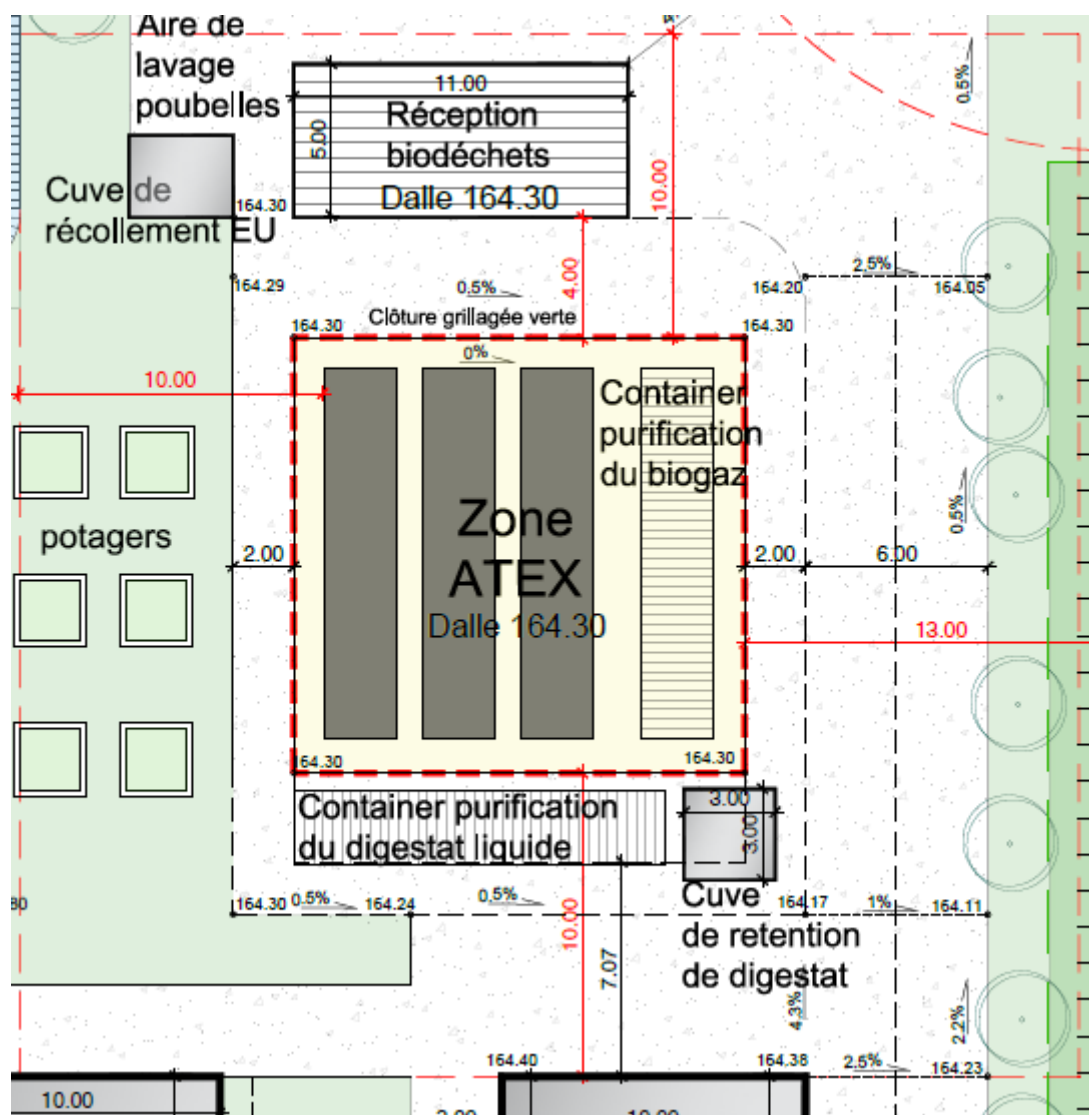 Aire de
lavage
poubelles
0.5%
11.00
Réception
biodéchets
Dalle 164.30
5.00
10.00
Cuve de
récollement EU
164.30
164.29
4.00
0.5%
Clôture grillagée verte
164.20
2,5%
164.05
164.30
164.30
0%
10.00
Container
purification
du biogaz
Zone
ATEX
Dalle 164.30
potagers
2.00
2.00
6.00
0.5%
13.00
164.30
164.30
Container purification
du digestat liquide
3.00
3.00
Cuve
de retention
de digestat
80
164.30
0.5%
164.24
0.5%
164.17
1%
164.11
10.00
7.07
4.3%
2.2%
164.40
164.38
2.5%
164.23
10.00